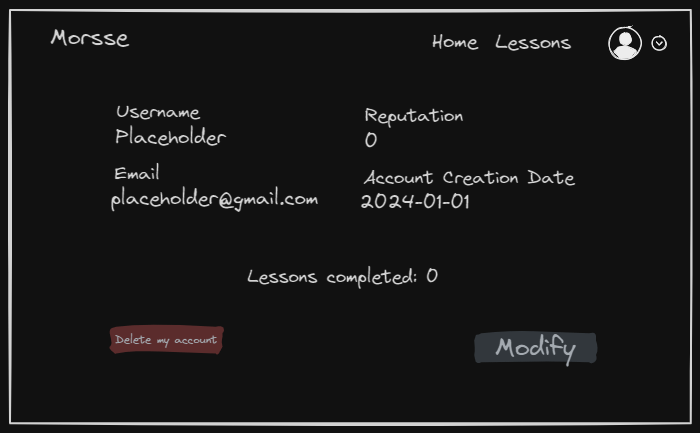 Morsse
Home Lessons
Username
Placeholder
Reputation
0
Email
placeholder@gmail.com
Account Creation Date
2024-01-01
Lessons completed: 0
Delete my account
Modify